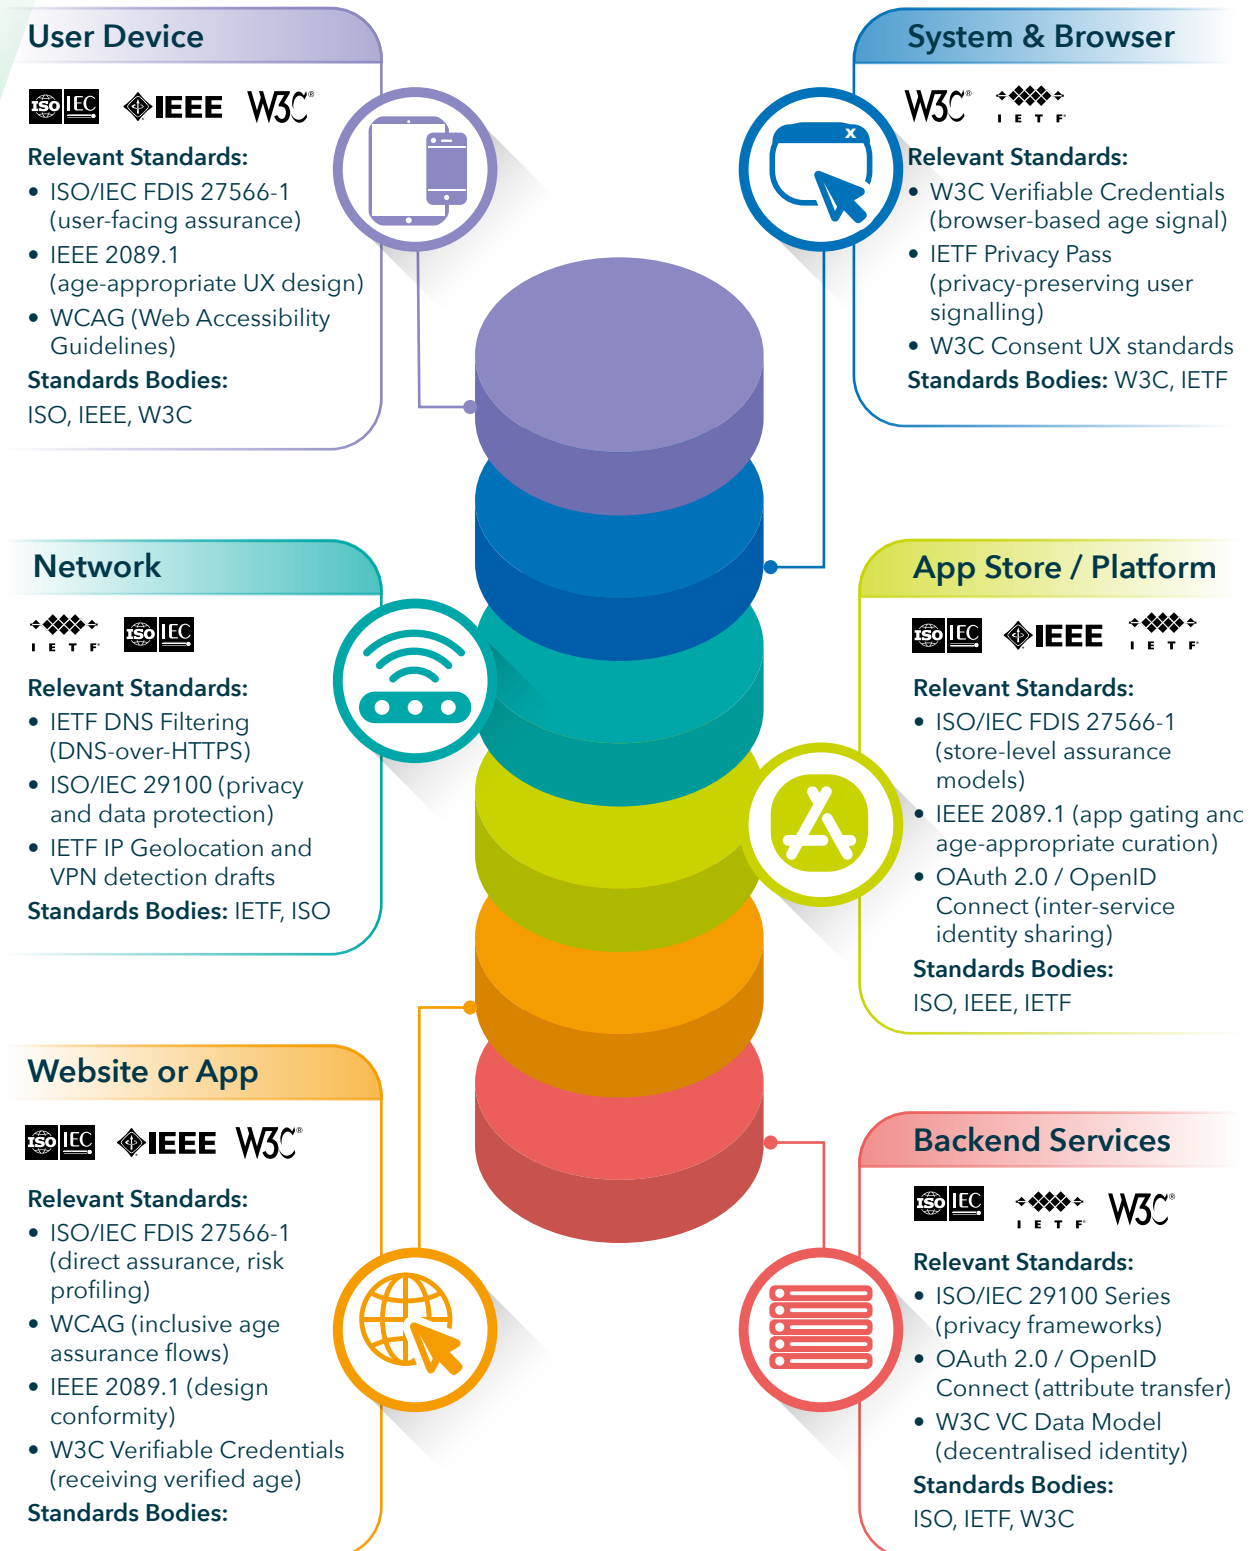 User Device
ISO IEC IEEE W3C®
Relevant Standards:
• ISO/IEC FDIS 27566-1
(user-facing assurance)
• IEEE 2089.1
(age-appropriate UX design)
• WCAG (Web Accessibility
Guidelines)
Standards Bodies:
ISO, IEEE, W3C
System & Browser
W3C® IETF
X
Relevant Standards:
• W3C Verifiable Credentials
(browser-based age signal)
• IETF Privacy Pass
(privacy-preserving user
signalling)
• W3C Consent UX standards
Standards Bodies: W3C, IETF
Network
IETF ISO IEC
Relevant Standards:
• IETF DNS Filtering
(DNS-over-HTTPS)
• ISO/IEC 29100 (privacy
and data protection)
• IETF IP Geolocation and
VPN detection drafts
Standards Bodies: IETF, ISO
App Store / Platform
ISO IEC IEEE IETF
Relevant Standards:
• ISO/IEC FDIS 27566-1
(store-level assurance
models)
• IEEE 2089.1 (app gating and
age-appropriate curation)
• OAuth 2.0 / OpenID
Connect (inter-service
identity sharing)
Standards Bodies:
ISO, IEEE, IETF
Website or App
ISO IEC IEEE W3C®
Relevant Standards:
• ISO/IEC FDIS 27566-1
(direct assurance, risk
profiling)
• WCAG (inclusive age
assurance flows)
• IEEE 2089.1 (design
conformity)
• W3C Verifiable Credentials
(receiving verified age)
Standards Bodies:
Backend Services
ISO IEC IETF W3C®
Relevant Standards:
• ISO/IEC 29100 Series
(privacy frameworks)
• OAuth 2.0 / OpenID
Connect (attribute transfer)
• W3C VC Data Model
(decentralised identity)
Standards Bodies:
ISO, IETF, W3C